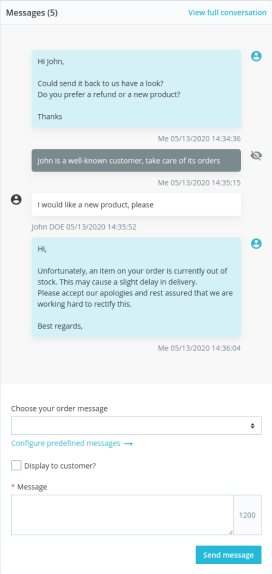 Messages (5)
View full conversation
Hi John,
Could send it back to us have a look?
Do you prefer a refund or a new product?
Thanks
Me 05/13/2020 14:34:36
John is a well-known customer, take care of its orders
Me 05/13/2020 14:35:15
I would like a new product, please
John DOE 05/13/2020 14:35:52
Hi,
Unfortunately, an item on your order is currently out of
stock. This may cause a slight delay in delivery.
Please accept our apologies and rest assured that we are
working hard to rectify this.
Best regards,
Me 05/13/2020 14:36:04
Choose your order message
Configure predefined messages →
Display to customer?
* Message
1200
Send message